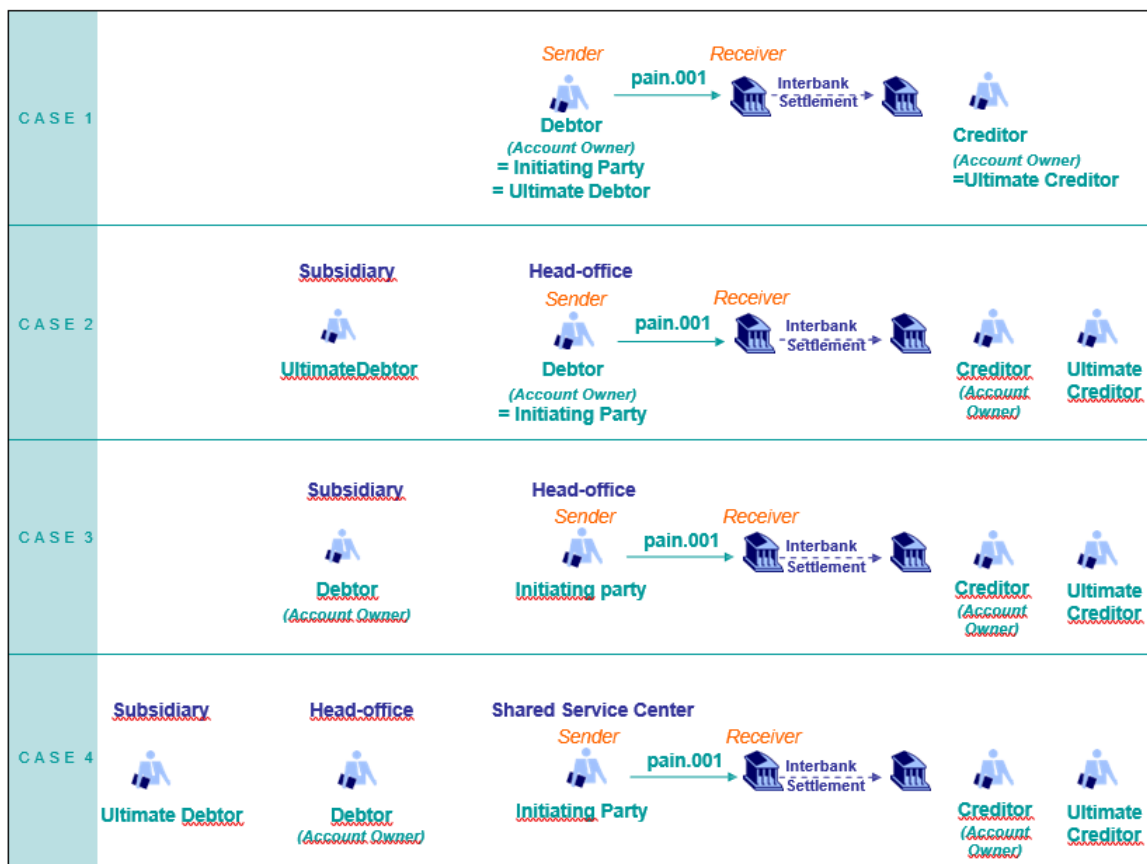 CASE 1
Sender
Receiver
pain.001
Interbank
Settlement
Debtor
(Account Owner)
= Initiating Party
= Ultimate Debtor
Creditor
(Account Owner)
=Ultimate Creditor
CASE 2
Subsidiary
Head-office
Sender
Receiver
pain.001
Interbank
Settlement
UltimateDebtor
Debtor
(Account Owner)
= Initiating Party
Creditor
(Account
Owner)
Ultimate
Creditor
CASE 3
Subsidiary
Head-office
Sender
Receiver
pain.001
Interbank
Settlement
Debtor
(Account Owner)
Initiating party
Creditor
(Account
Owner)
Ultimate
Creditor
CASE 4
Subsidiary
Head-office
Shared Service Center
Sender
Receiver
pain.001
Interbank
Settlement
Ultimate Debtor
Debtor
(Account Owner)
Initiating Party
Creditor
(Account
Owner)
Ultimate
Creditor